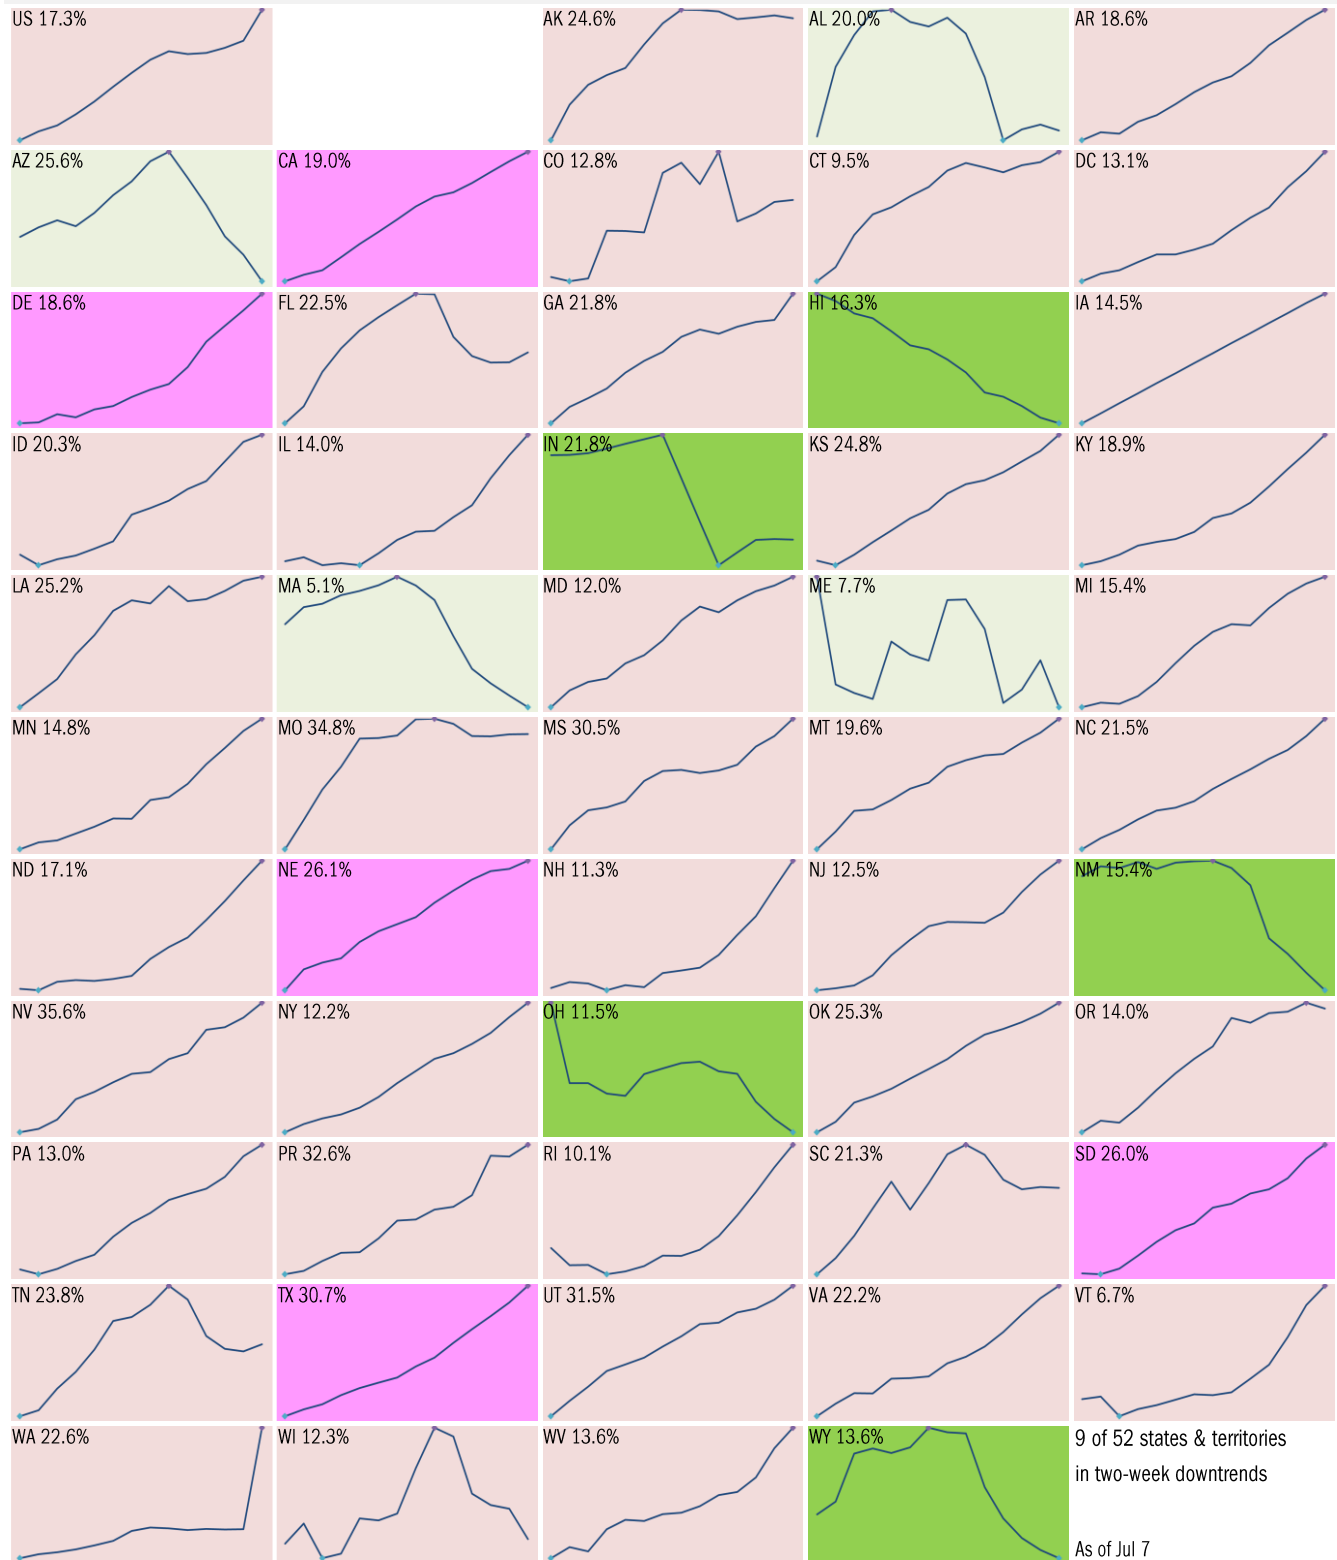 US 17.3%
AK 24.6%
AL 20.0%
AR 18.6%
AZ 25.6%
CA 19.0%
CO 12.8%
CT 9.5%
DC 13.1%
DE 18.6%
FL 22.5%
GA 21.8%
HI 16.3%
IA 14.5%
ID 20.3%
IL 14.0%
IN 21.8%
KS 24.8%
KY 18.9%
LA 25.2%
MA 5.1%
MD 12.0%
ME 7.7%
MI 15.4%
MN 14.8%
MO 34.8%
MS 30.5%
MT 19.6%
NC 21.5%
ND 17.1%
NE 26.1%
NH 11.3%
NJ 12.5%
NM 15.4%
NV 35.6%
NY 12.2%
OH 11.5%
OK 25.3%
OR 14.0%
PA 13.0%
PR 32.6%
RI 10.1%
SC 21.3%
SD 26.0%
TN 23.8%
TX 30.7%
UT 31.5%
VA 22.2%
VT 6.7%
WA 22.6%
WI 12.3%
WV 13.6%
WY 13.6%
9 of 52 states & territories
in two-week downtrends
As of Jul 7